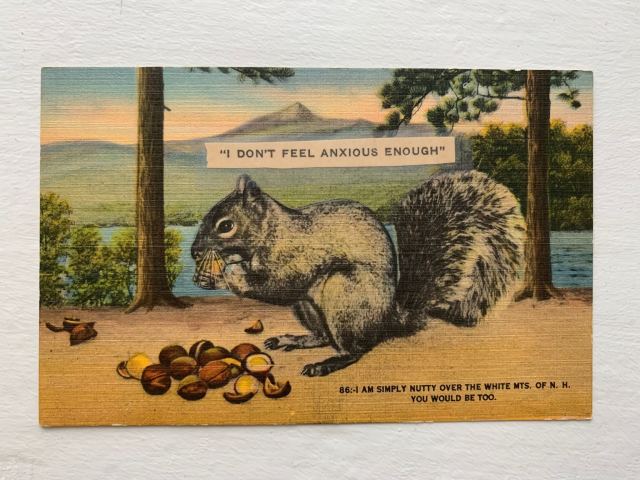 "I DON'T FEEL ANXIOUS ENOUGH"
86:-I AM SIMPLY NUTTY OVER THE WHITE MTS. OF N. H.
YOU WOULD BE TOO.